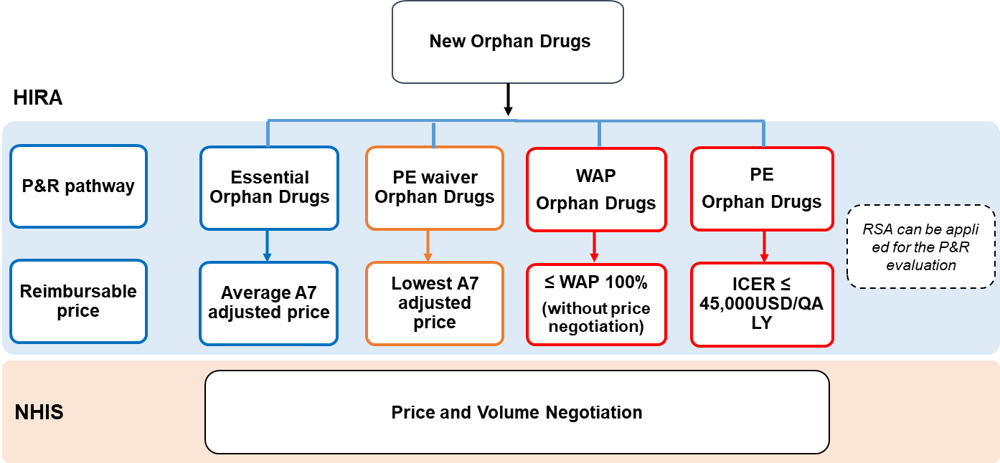 New Orphan Drugs
HIRA
P&R pathway
Essential
Orphan Drugs
PE waiver
Orphan Drugs
WAP
Orphan Drugs
PE
Orphan Drugs
RSA can be appli
ed for the P&R
evaluation
Reimbursable
price
Average A7
adjusted price
Lowest A7
adjusted
price
≤ WAP 100%
(without price
negotiation)
ICER ≤
45,000USD/QA
LY
NHIS
Price and Volume Negotiation